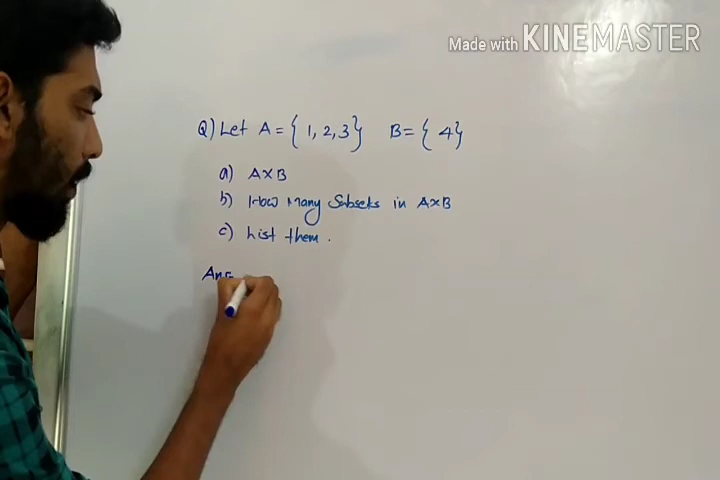 Made with KINEMASTER
Q) Let A = { 1, 2, 3 } B = { 4 }
a) A×B
b) How Many Subsets in A×B
c) List them .
Ans